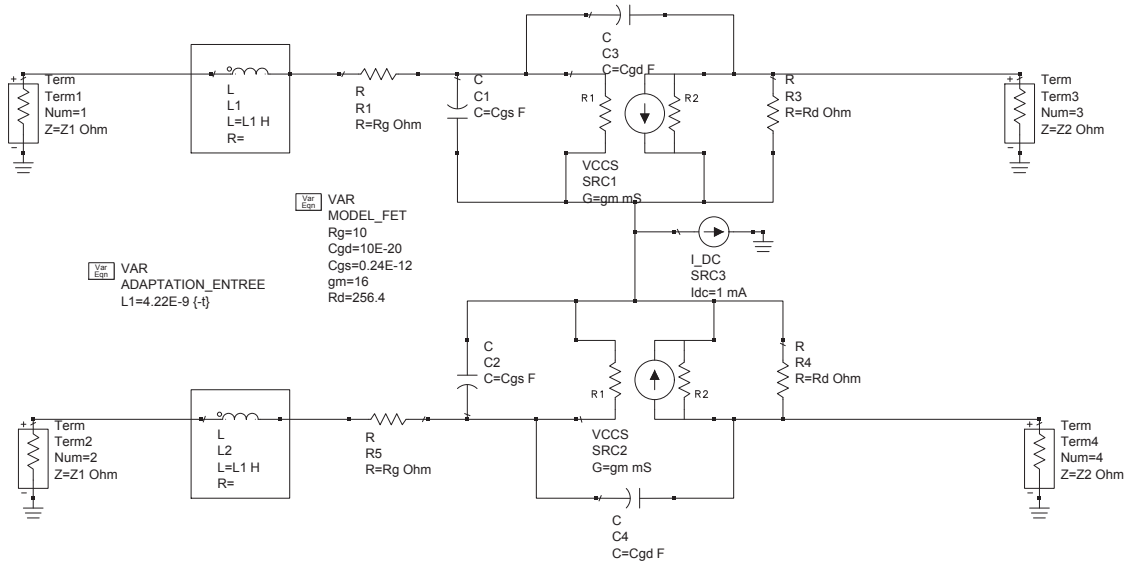 C
C3
C=Cgd F
+
Term
Term1
Num=1
Z=Z1 Ohm
-
L
L1
L=L1 H
R=
R
R1
R=Rg Ohm
C
C1
C=Cgs F
R1
R2
VCCS
SRC1
G=gm mS
R
R3
R=Rd Ohm
+
Term
Term3
Num=3
Z=Z2 Ohm
-
Var
Eqn
VAR
MODEL_FET
Rg=10
Cgd=10E-20
Cgs=0.24E-12
gm=16
Rd=256.4
Var
Eqn
VAR
ADAPTATION_ENTREE
L1=4.22E-9 {-t}
I_DC
SRC3
Idc=1 mA
C
C2
C=Cgs F
R1
R2
R
R4
R=Rd Ohm
+
Term
Term2
Num=2
Z=Z1 Ohm
-
L
L2
L=L1 H
R=
R
R5
R=Rg Ohm
VCCS
SRC2
G=gm mS
+
Term
Term4
Num=4
Z=Z2 Ohm
-
C
C4
C=Cgd F